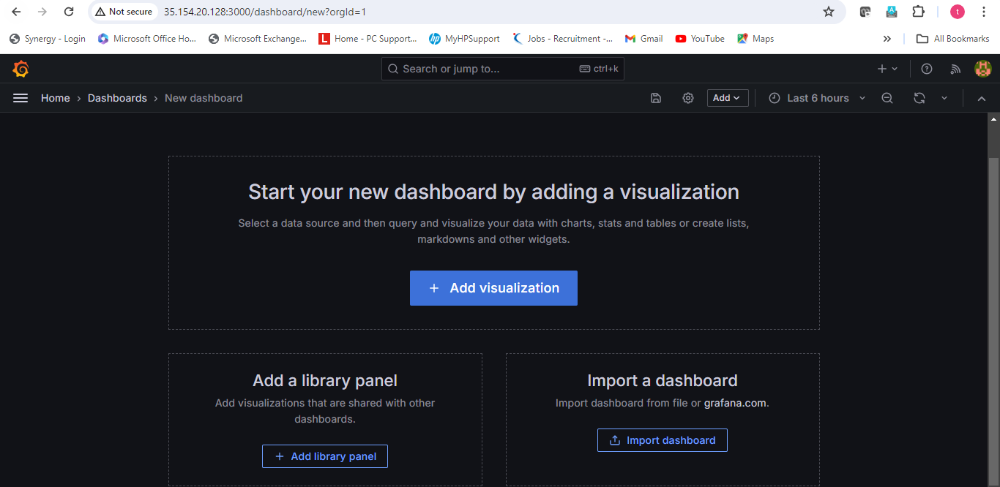 Not secure 35.154.20.128:3000/dashboard/new?orgId=1
t
Synergy - Login Microsoft Office Ho... Microsoft Exchange... L Home - PC Support... hp MyHPSupport Jobs - Recruitment -... Gmail YouTube Maps » All Bookmarks
Search or jump to... ctrl+k
Home › Dashboards › New dashboard Add Last 6 hours
Start your new dashboard by adding a visualization
Select a data source and then query and visualize your data with charts, stats and tables or create lists,
markdowns and other widgets.
+ Add visualization
Add a library panel
Add visualizations that are shared with other
dashboards.
+ Add library panel
Import a dashboard
Import dashboard from file or grafana.com.
Import dashboard